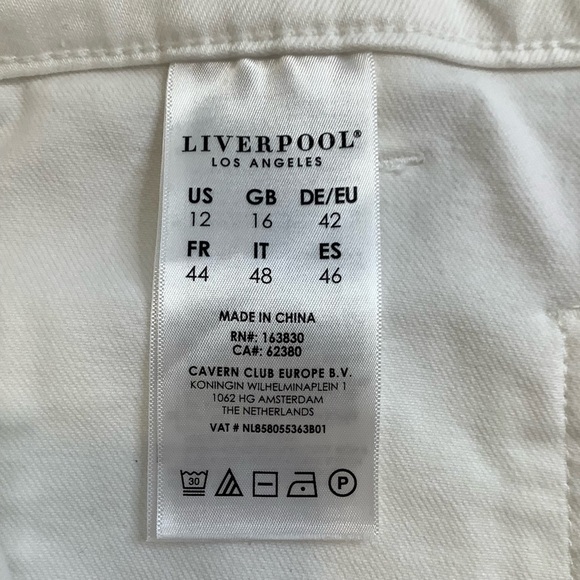 LIVERPOOL®
LOS ANGELES
US GB DE/EU
12 16 42
FR IT ES
44 48 46
MADE IN CHINA
RN#: 163830
CA#: 62380
CAVERN CLUB EUROPE B.V.
KONINGIN WILHELMINAPLEIN 1
1062 HG AMSTERDAM
THE NETHERLANDS
VAT # NL858055363B01
30 P